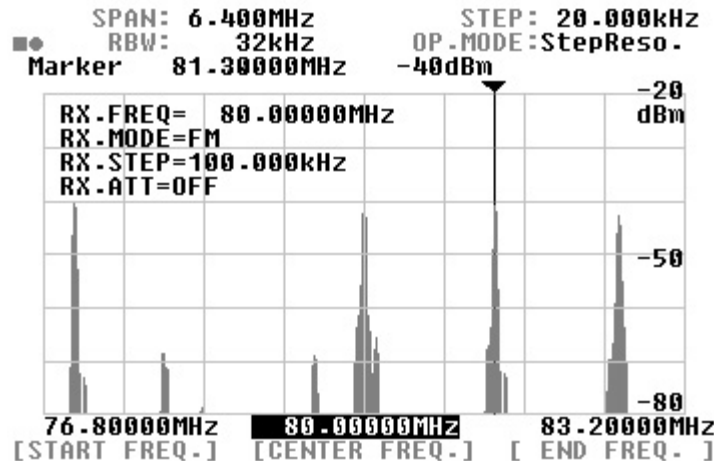 SPAN: 6.400MHz STEP: 20.000kHz
RBW: 32kHz OP.MODE:StepReso.
Marker 81.30000MHz -40dBm
-20
RX.FREQ= 80.00000MHz dBm
RX.MODE=FM
RX.STEP=100.000kHz
RX.ATT=OFF
-50
-80
76.80000MHz 80.00000MHz 83.20000MHz
[START FREQ.] [CENTER FREQ.] [ END FREQ. ]